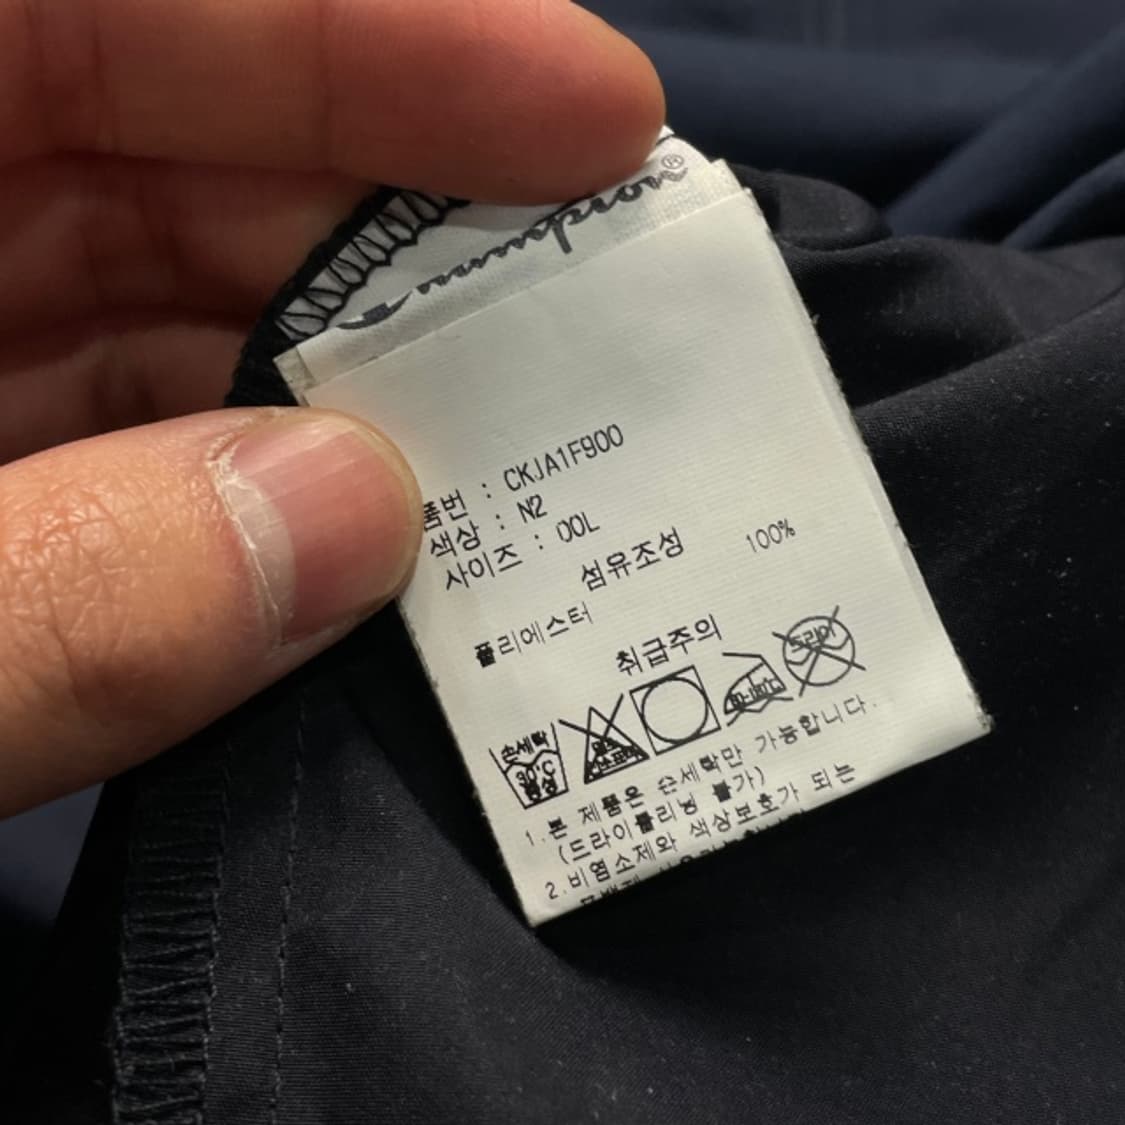 ®
품번 : CKJA1F900
색상 : N2
사이즈 : 00L
섬유조성
폴리에스터 100%
취급주의
손세탁 30℃ 중성
드라이
1.본 제품은 손세탁만 가능합니다.
(드라이클리닝 불가)
2.비염소제와 색상보호가 되는